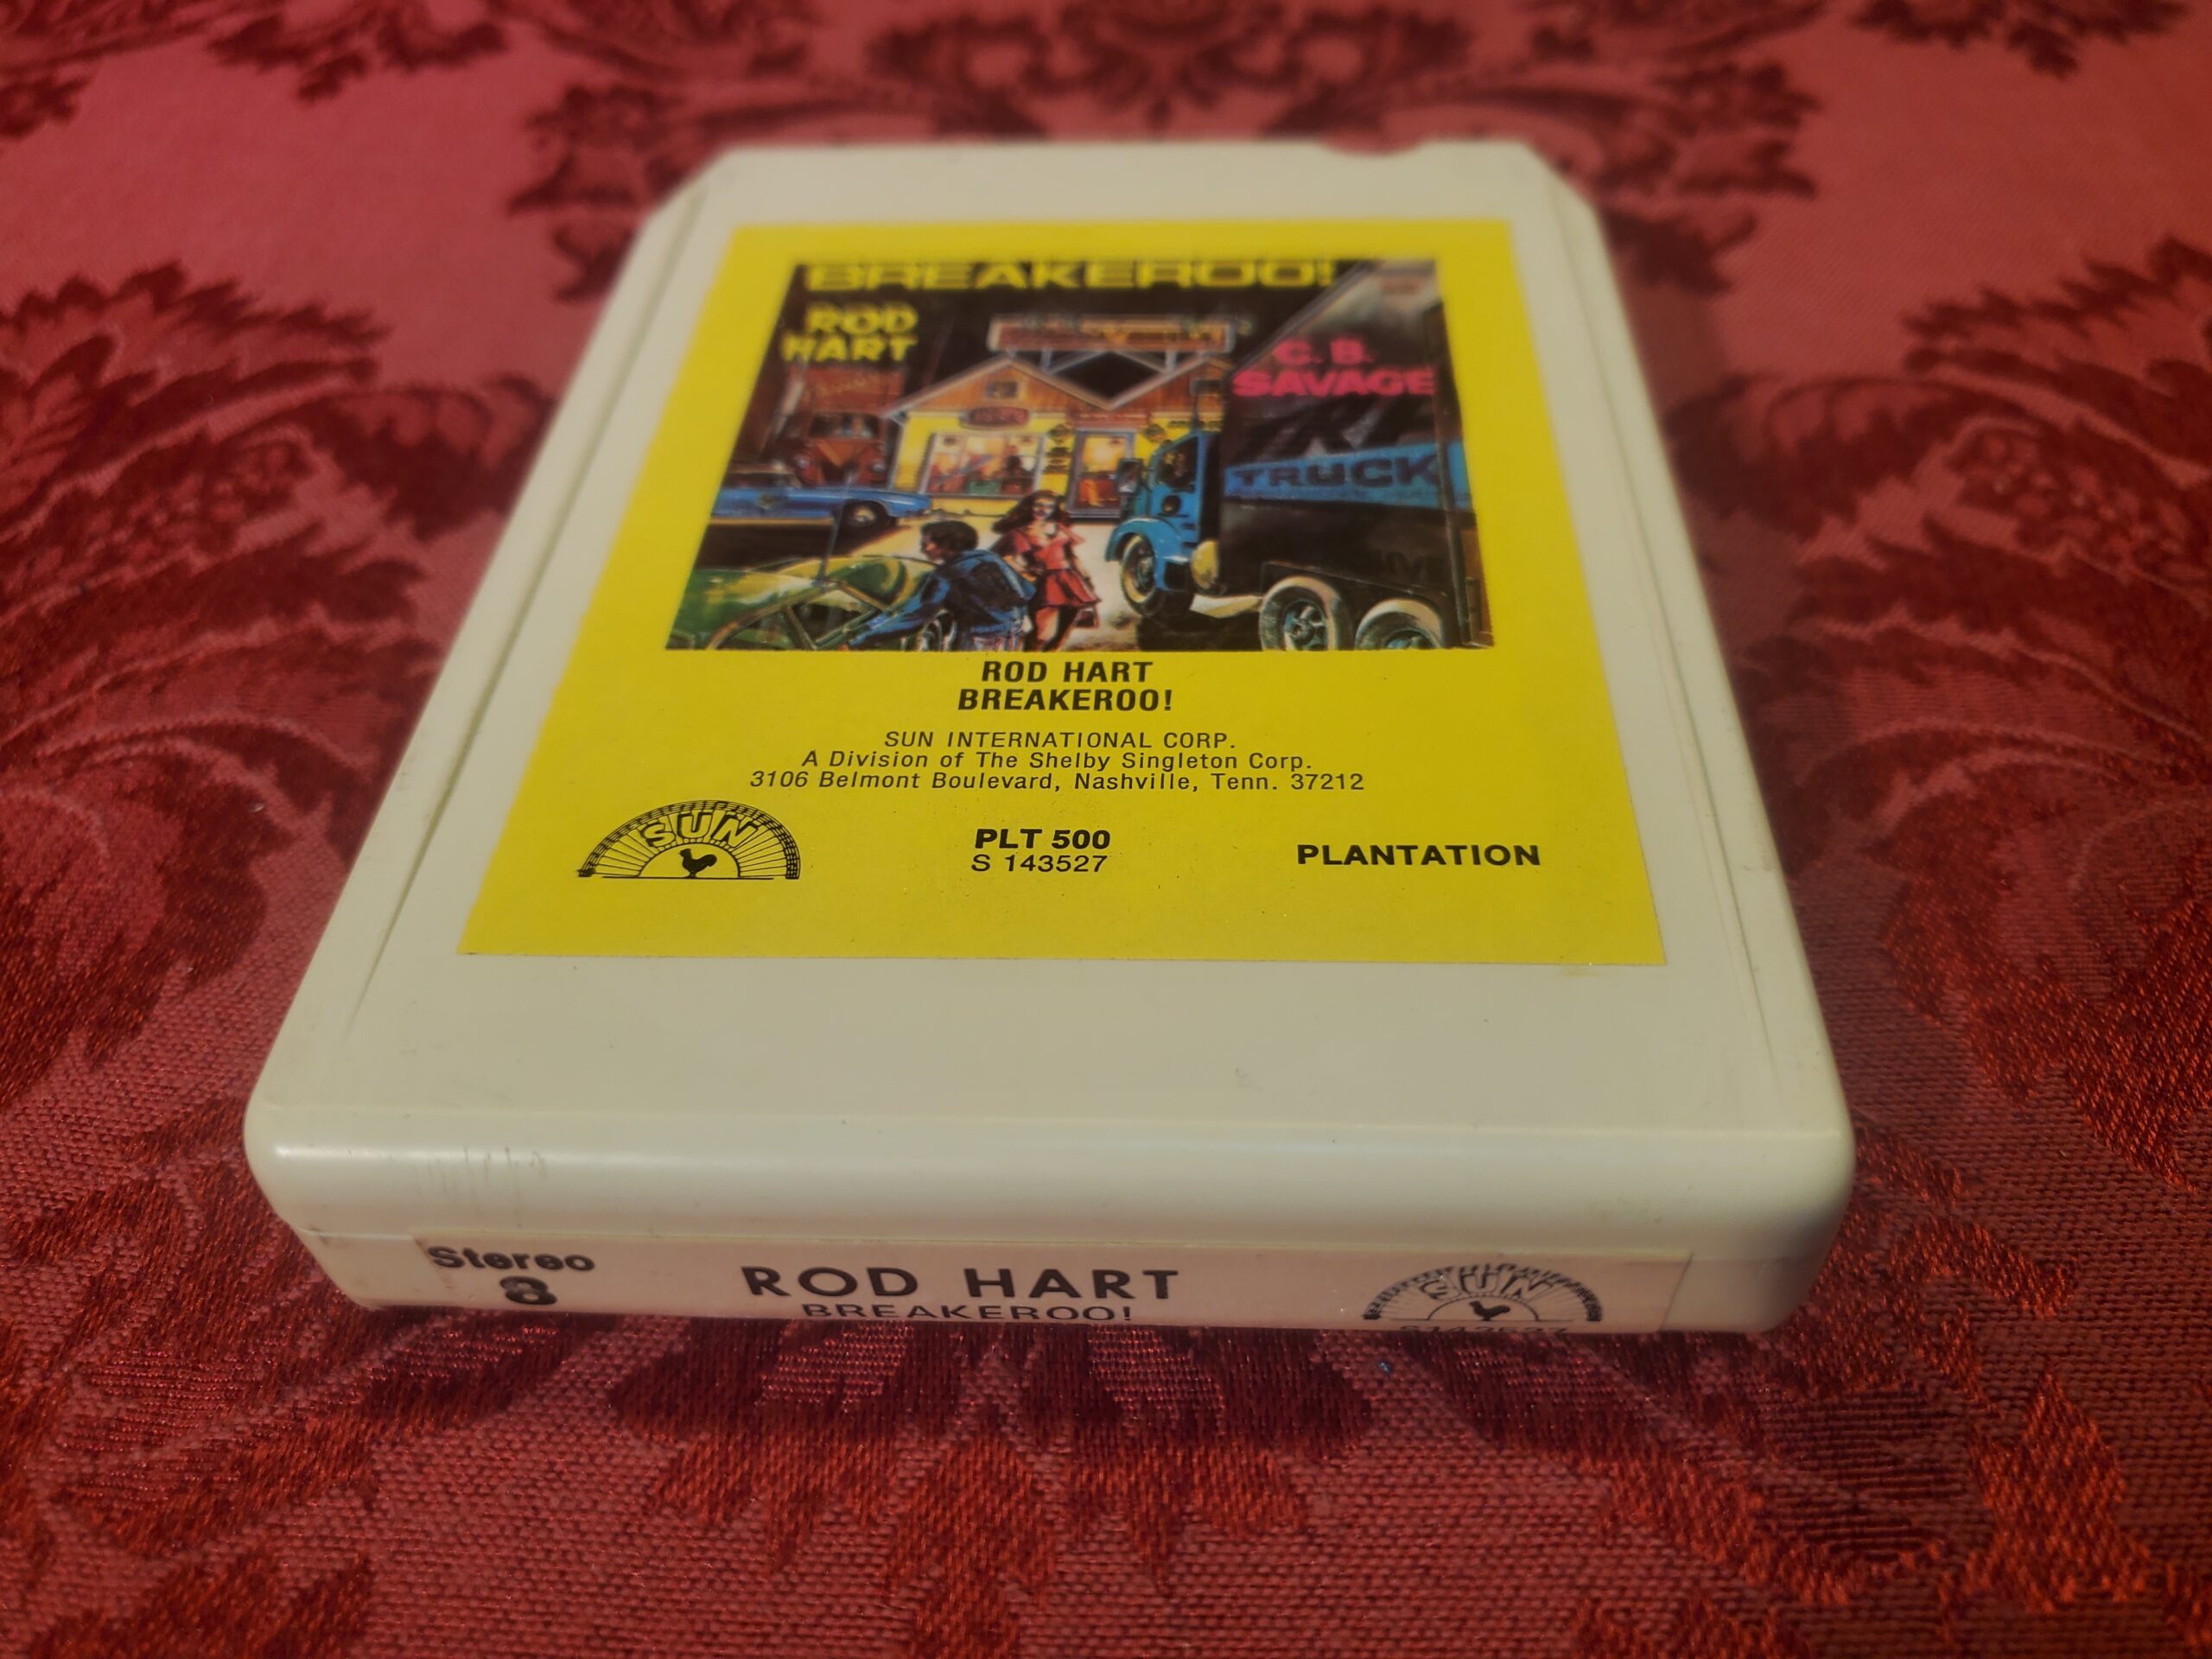 BREAKEROO!
ROD
HART
C. B.
SAVAGE
TRUCK
ROD HART
BREAKEROO!
SUN INTERNATIONAL CORP.
A Division of The Shelby Singleton Corp.
3106 Belmont Boulevard, Nashville, Tenn. 37212
SUN
PLT 500
S 143527
PLANTATION
Stereo
8
ROD HART
BREAKEROO!
SUN